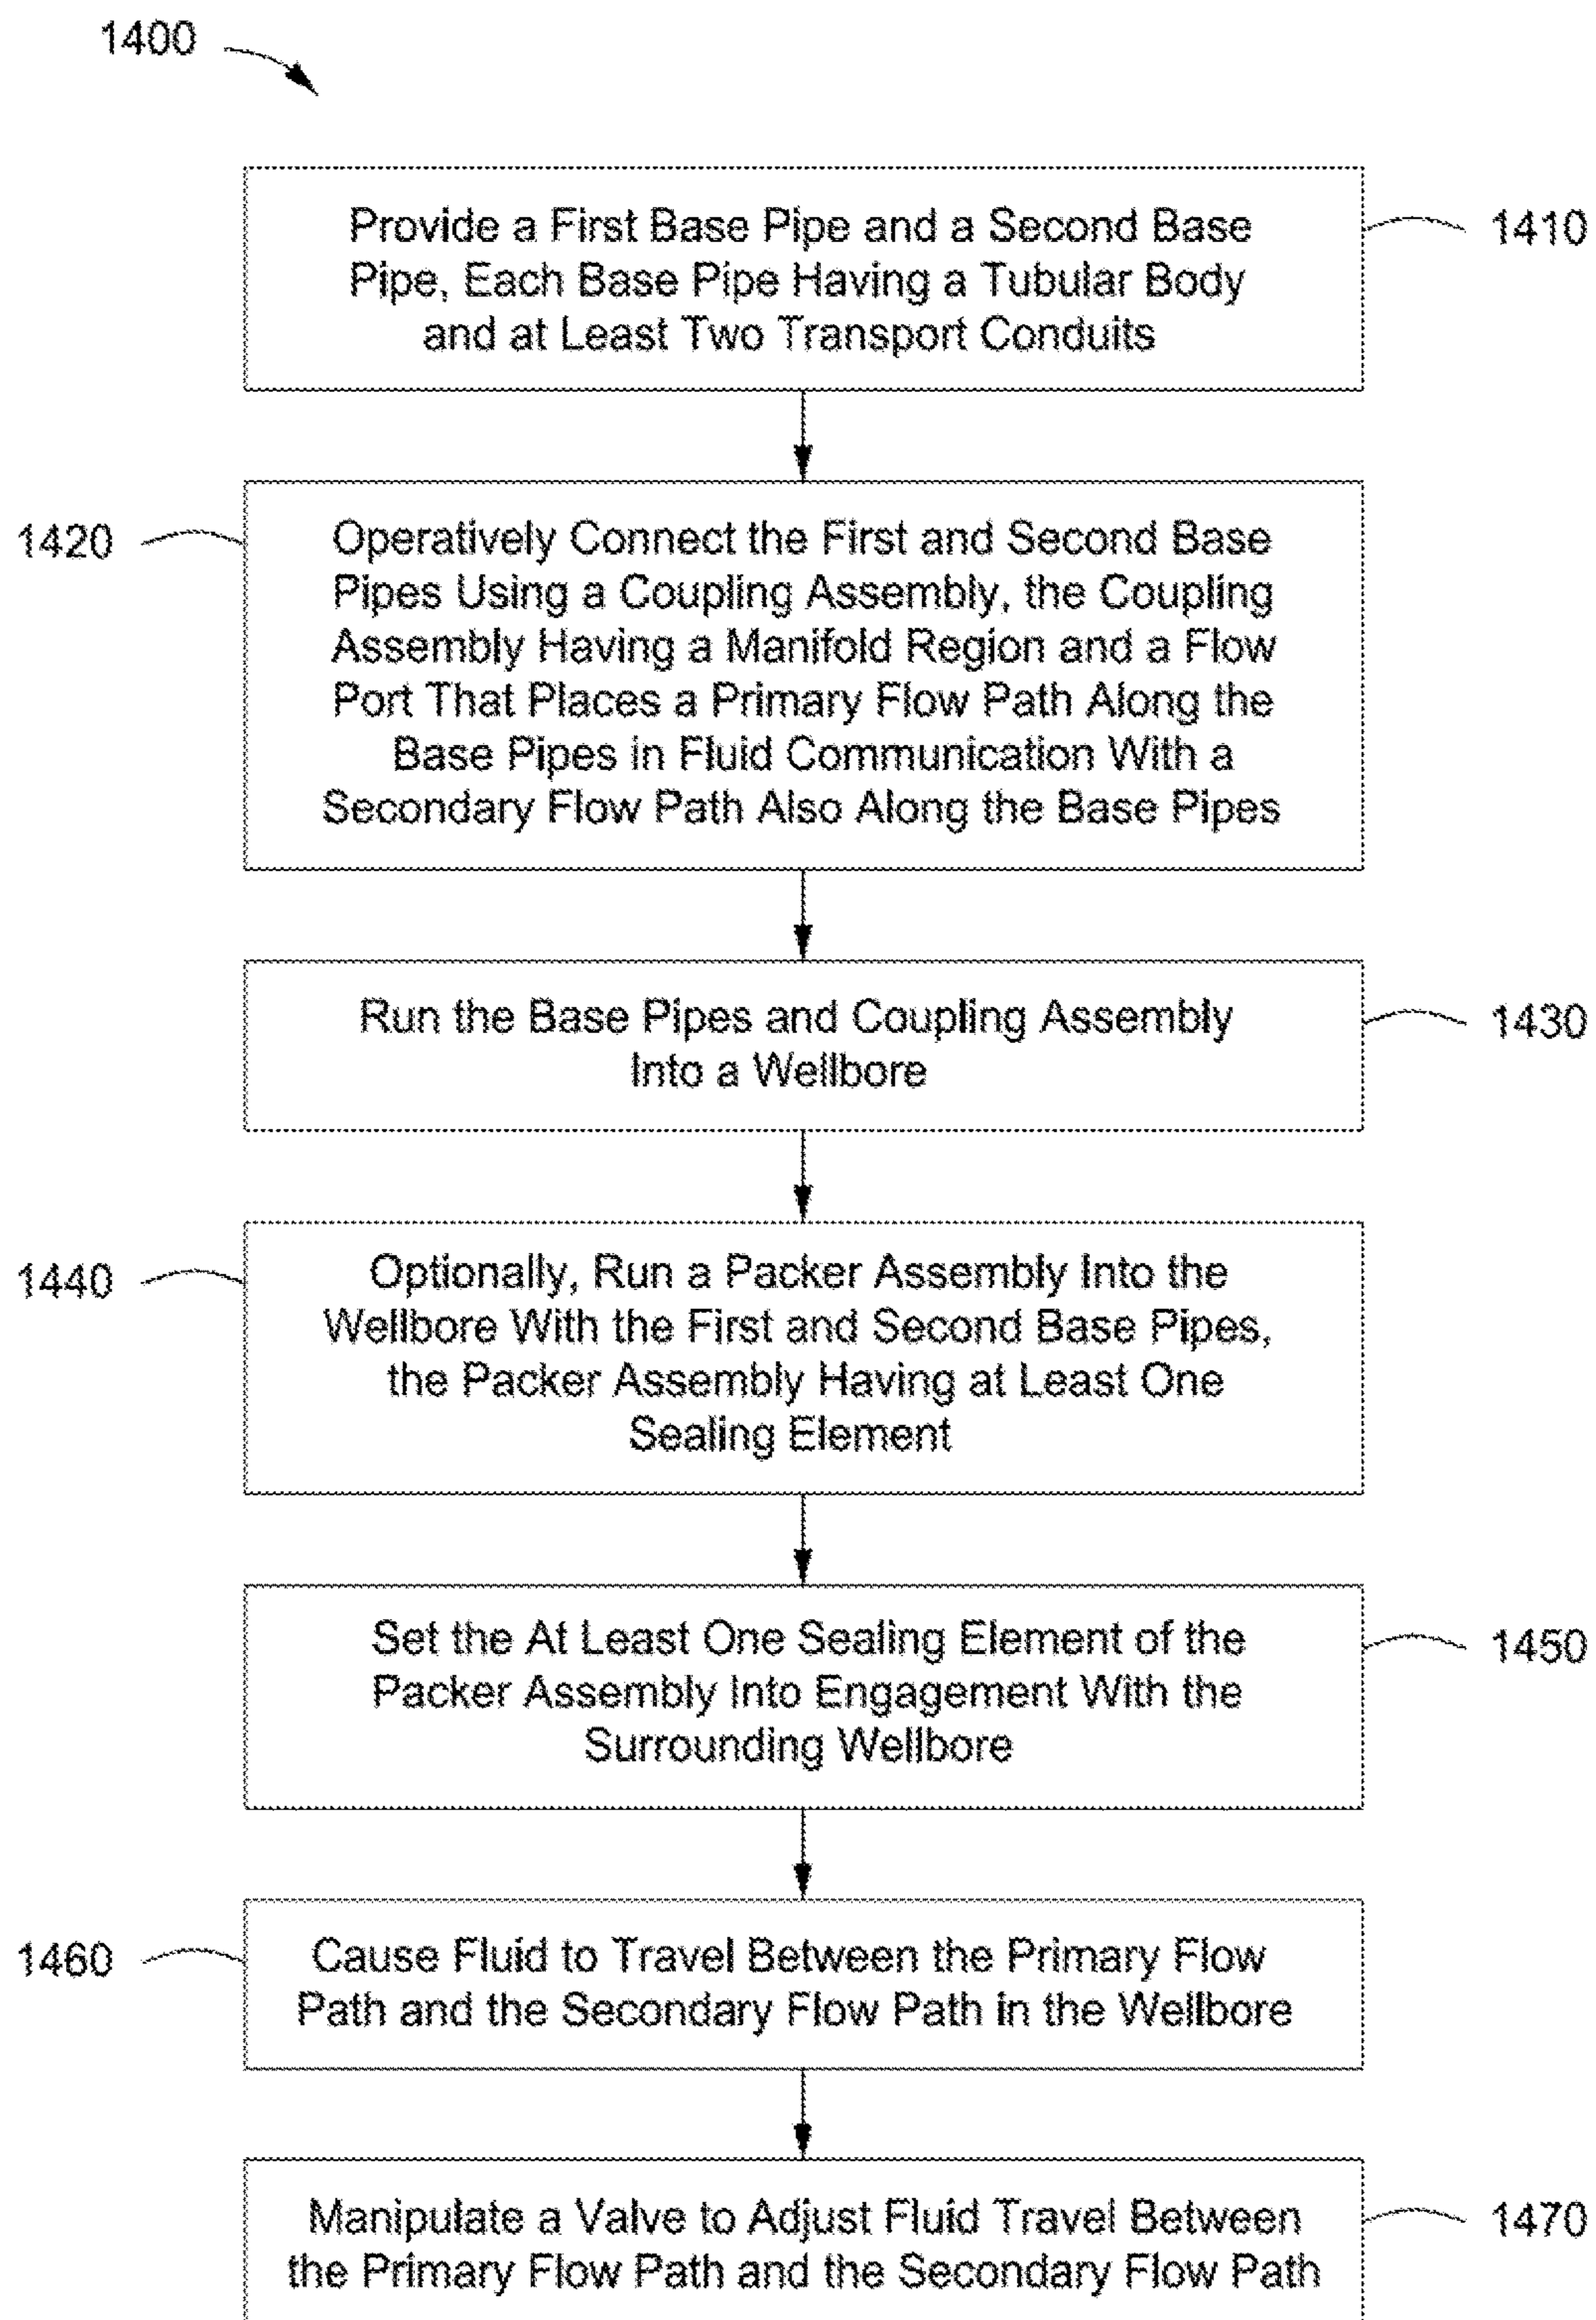 1400
Provide a First Base Pipe and a Second Base
Pipe, Each Base Pipe Having a Tubular Body
and at Least Two Transport Conduits
1410
1420
Operatively Connect the First and Second Base
Pipes Using a Coupling Assembly, the Coupling
Assembly Having a Manifold Region and a Flow
Port That Places a Primary Flow Path Along the
Base Pipes in Fluid Communication With a
Secondary Flow Path Also Along the Base Pipes
Run the Base Pipes and Coupling Assembly
Into a Wellbore
1430
1440
Optionally, Run a Packer Assembly Into the
Wellbore With the First and Second Base Pipes,
the Packer Assembly Having at Least One
Sealing Element
Set the At Least One Sealing Element of the
Packer Assembly Into Engagement With the
Surrounding Wellbore
1450
1460
Cause Fluid to Travel Between the Primary Flow
Path and the Secondary Flow Path in the Wellbore
Manipulate a Valve to Adjust Fluid Travel Between
the Primary Flow Path and the Secondary Flow Path
1470